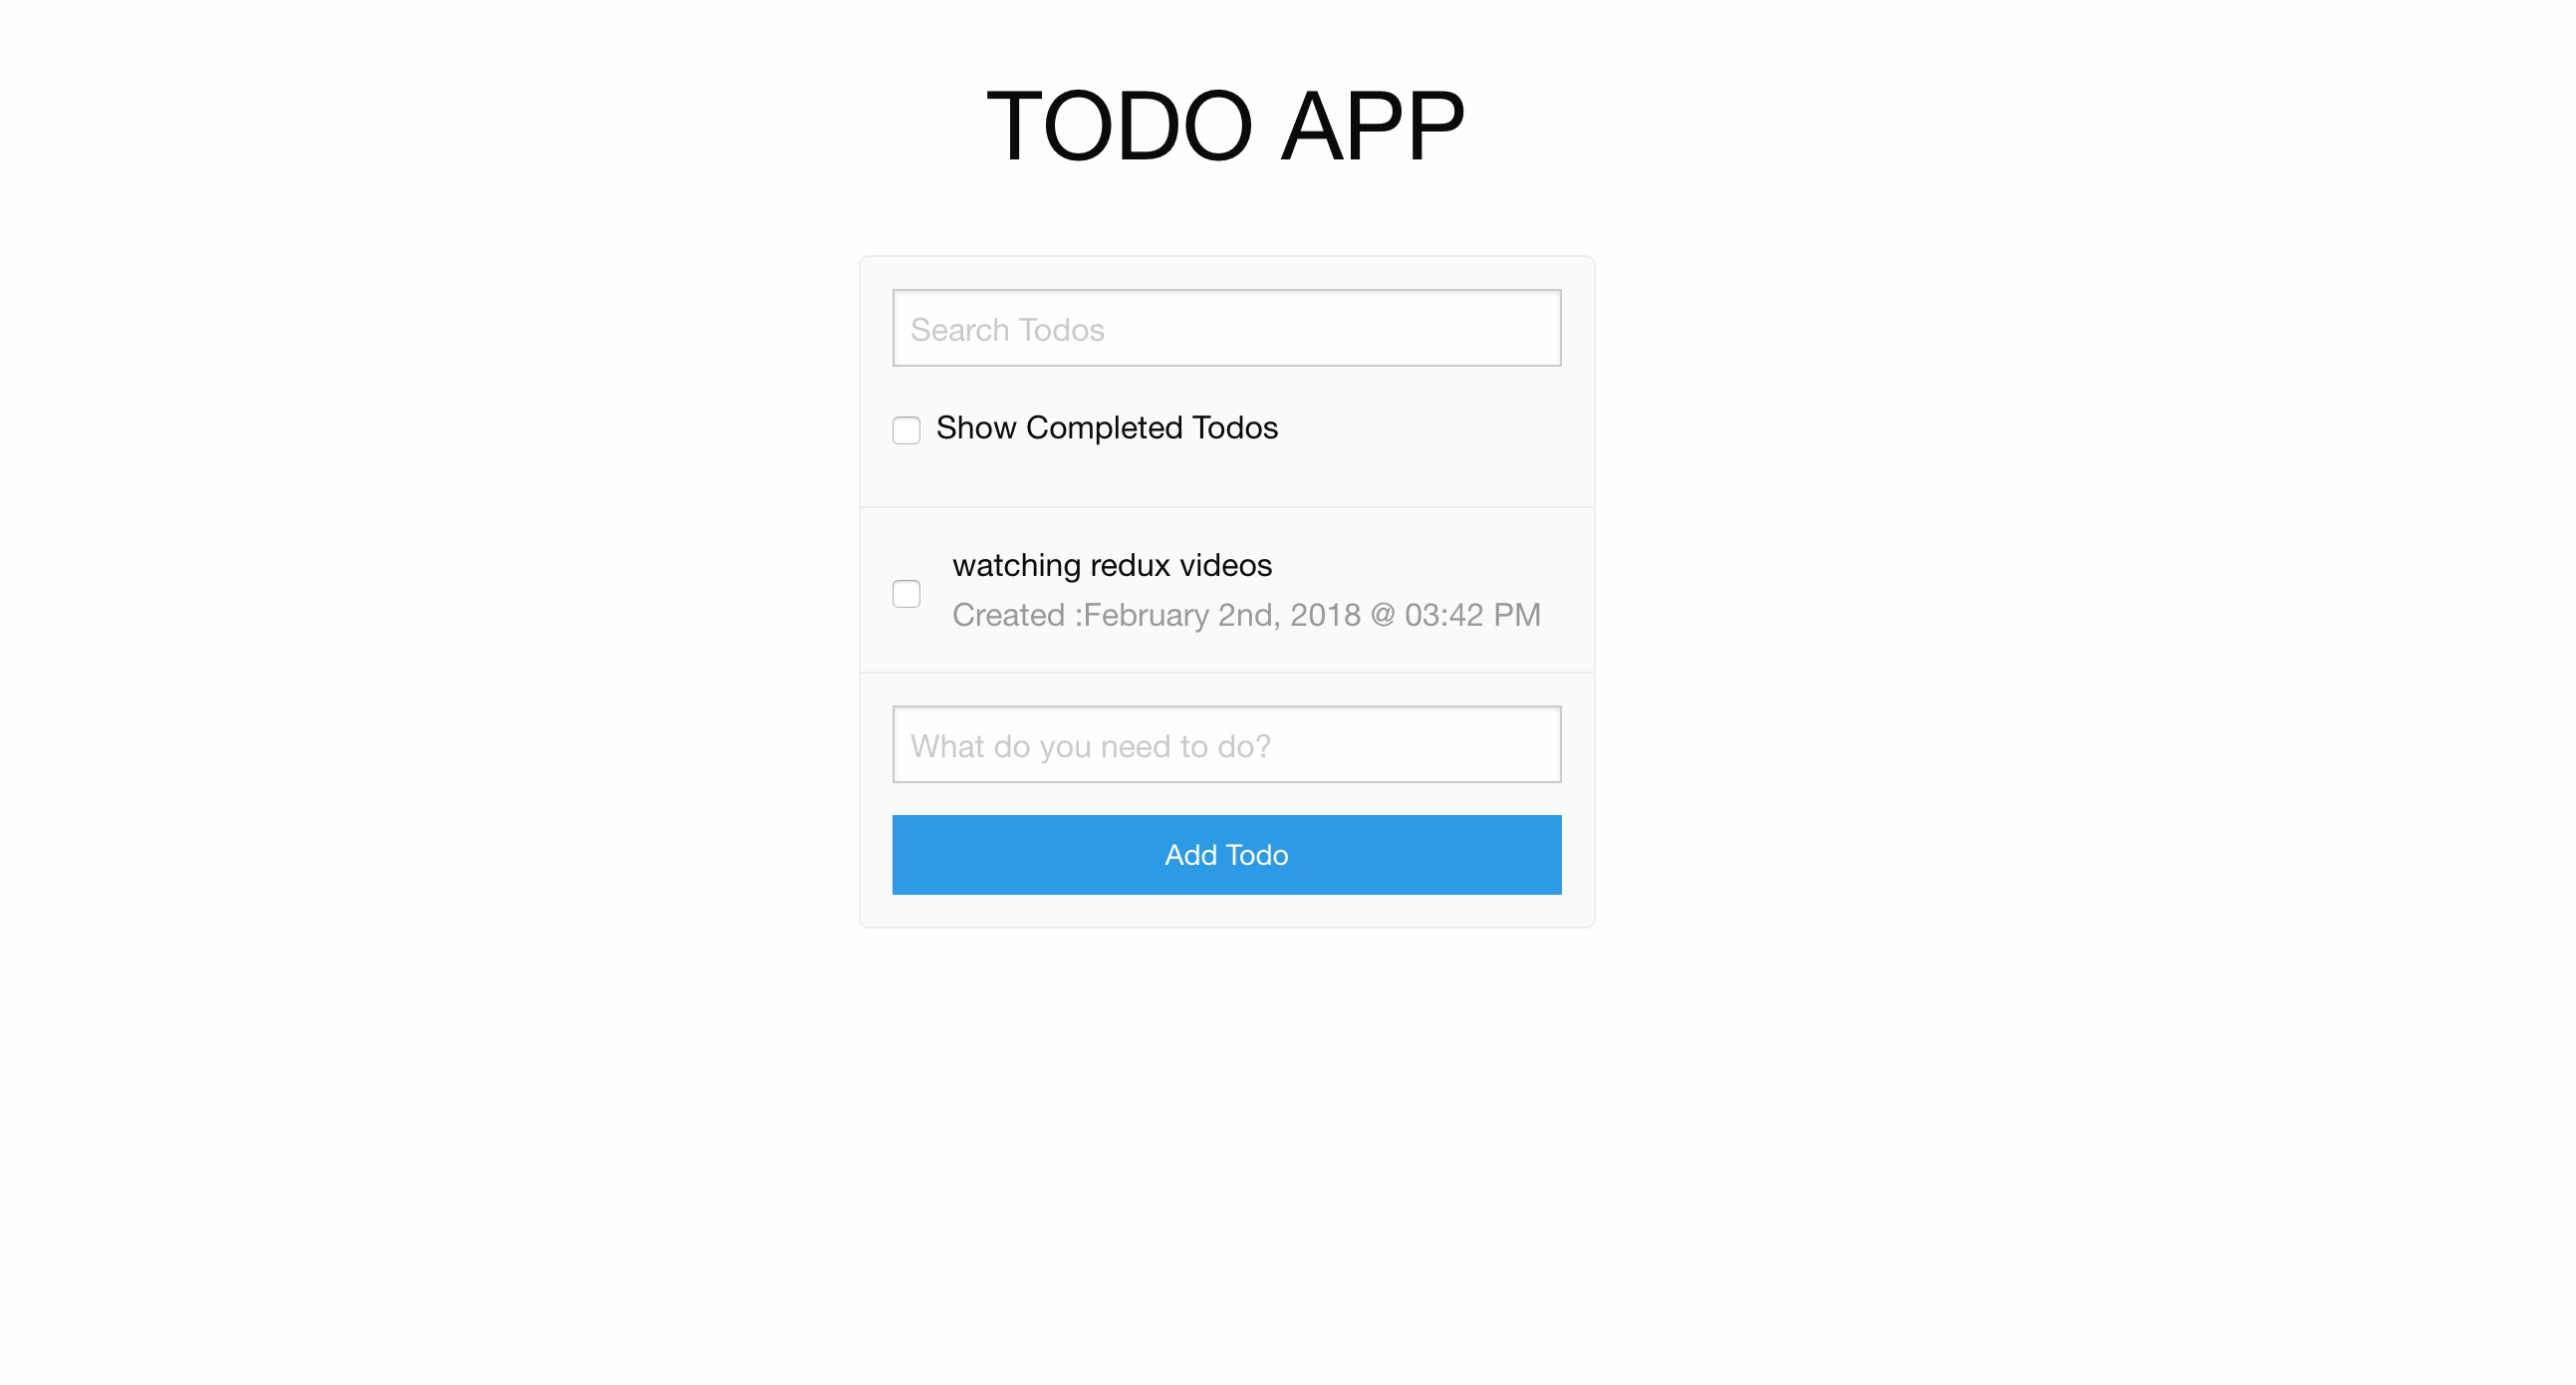 TODO APP
Search Todos
Show Completed Todos
watching redux videos
Created :February 2nd, 2018 @ 03:42 PM
What do you need to do?
Add Todo